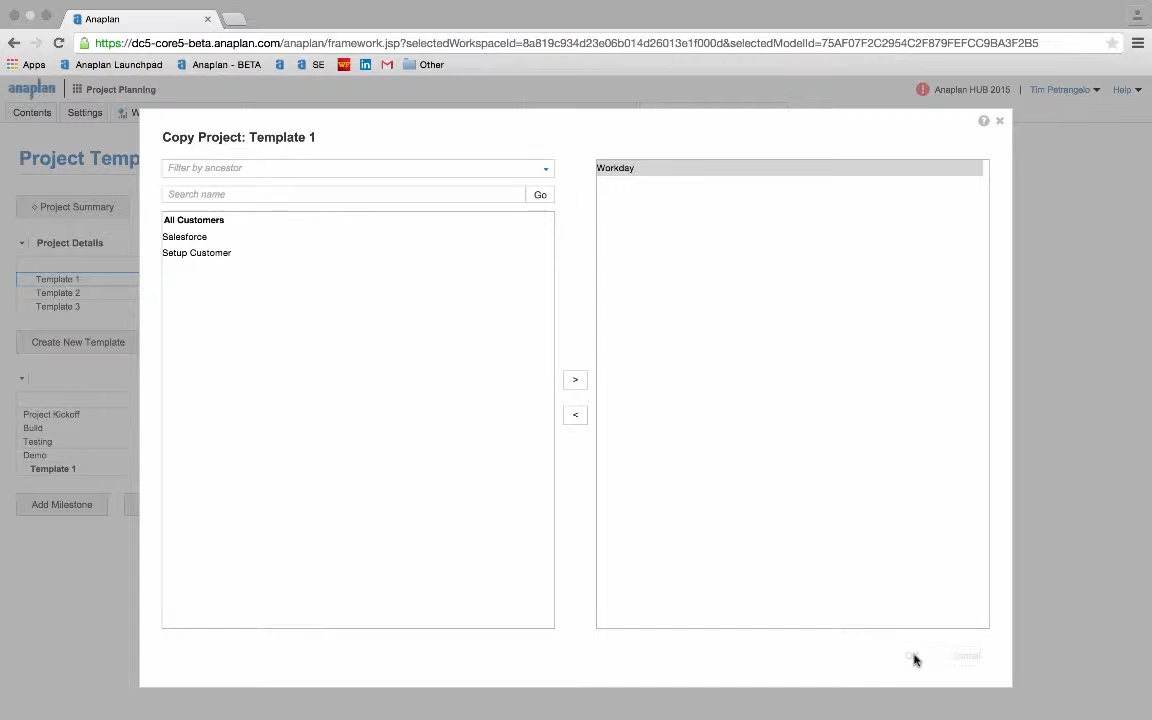 Anaplan
https://dc5-core5-beta.anaplan.com/anaplan/framework.jsp?selectedWorkspaceId=8a819c934d23e06b014d26013e1f000d&selectedModelId=75AF07F2C2954C2F879FEFCC9BA3F2B5
Apps Anaplan Launchpad Anaplan - BETA SE WF in Other
anaplan Project Planning Anaplan HUB 2015 Tim Petrangelo Help
Contents Settings W
Copy Project: Template 1
Project Temp
Filter by ancestor
Workday
Search name Go
Project Summary
All Customers
Salesforce
Setup Customer
Project Details
Template 1
Template 2
Template 3
Create New Template
>
<
Project Kickoff
Build
Testing
Demo
Template 1
Add Milestone
Cancel